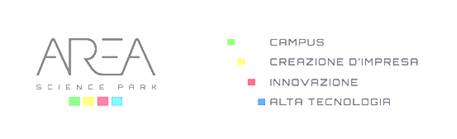 AREA
SCIENCE PARK
CAMPUS
CREAZIONE D'IMPRESA
INNOVAZIONE
ALTA TECNOLOGIA